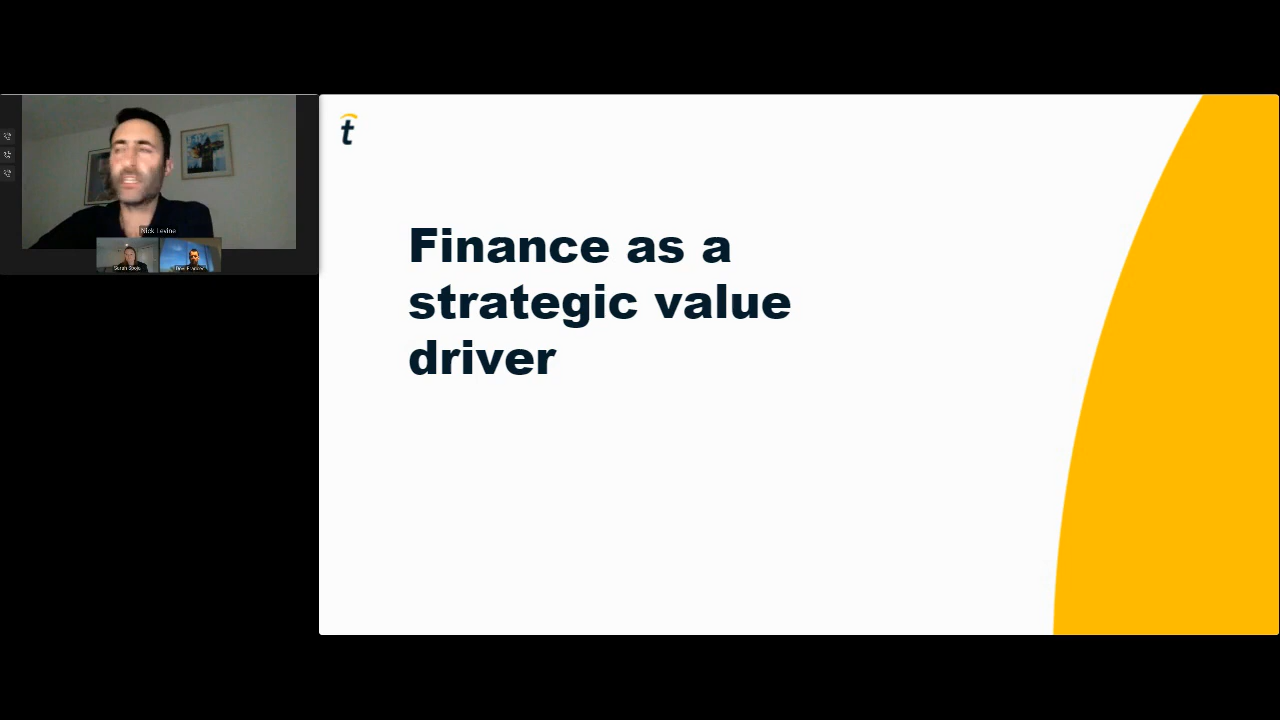 Nick Levine
t
Finance as a
strategic value
driver